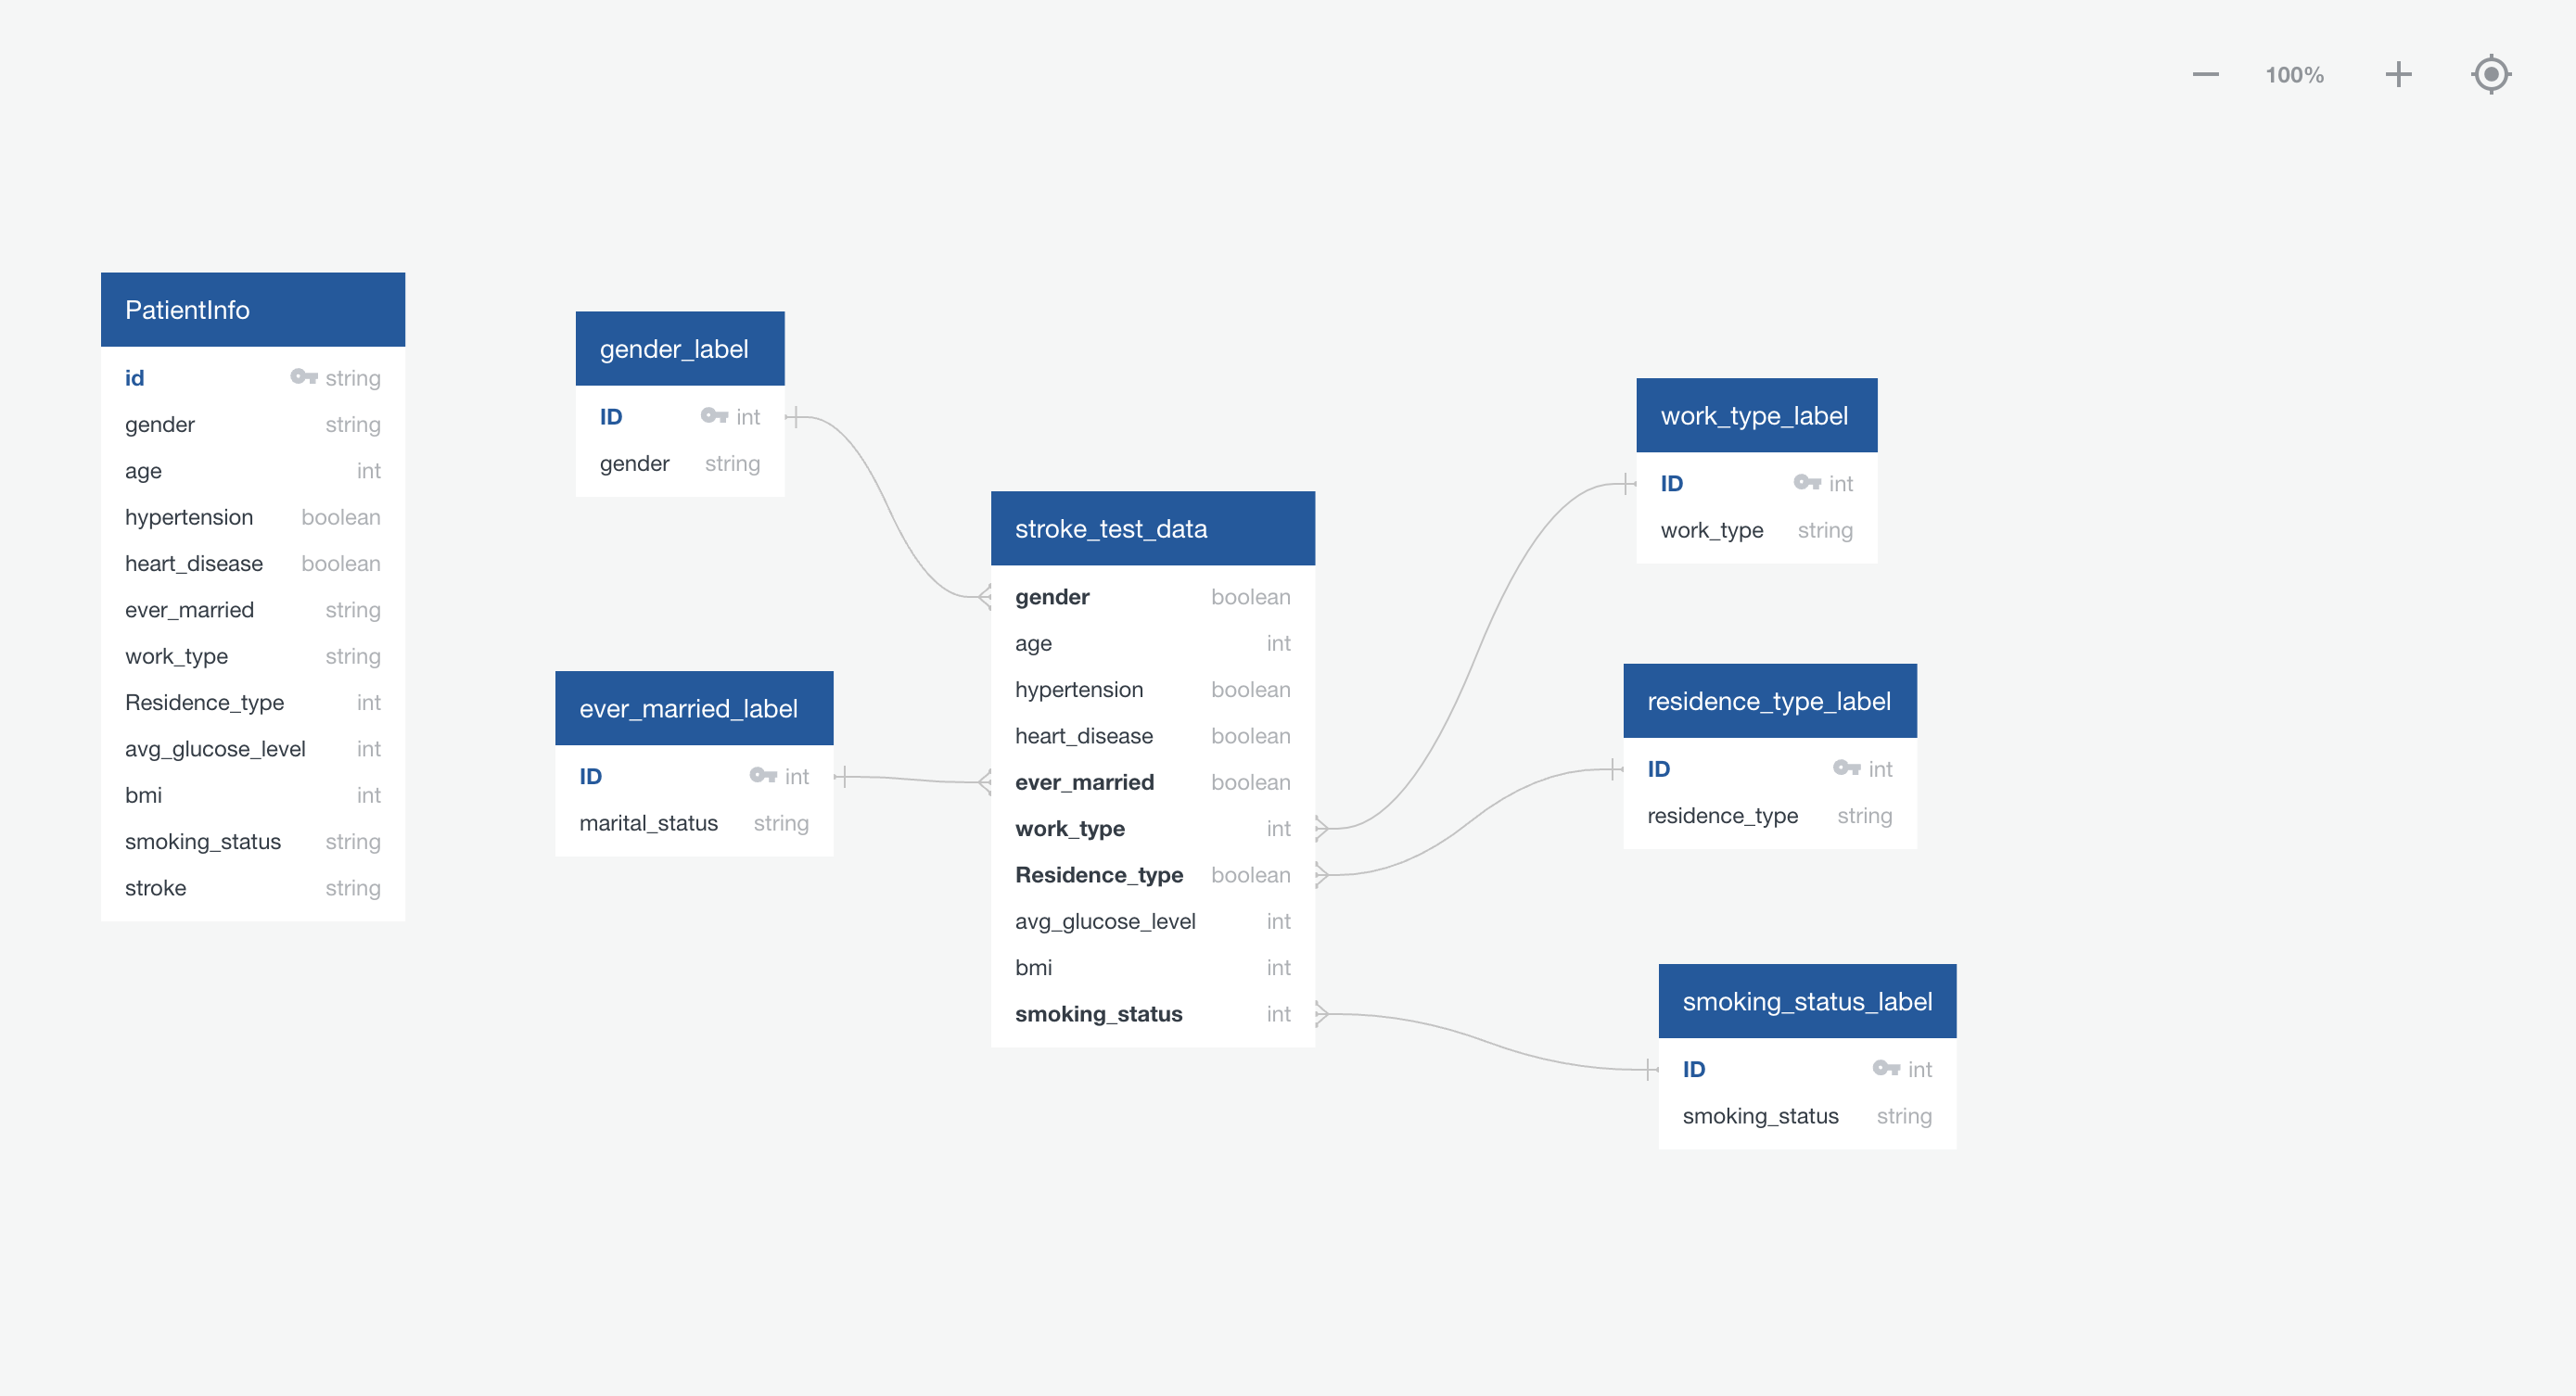 100%
PatientInfo
id string
gender string
age int
hypertension boolean
heart_disease boolean
ever_married string
work_type string
Residence_type int
avg_glucose_level int
bmi int
smoking_status string
stroke string
gender_label
ID int
gender string
ever_married_label
ID int
marital_status string
stroke_test_data
gender boolean
age int
hypertension boolean
heart_disease boolean
ever_married boolean
work_type int
Residence_type boolean
avg_glucose_level int
bmi int
smoking_status int
work_type_label
ID int
work_type string
residence_type_label
ID int
residence_type string
smoking_status_label
ID int
smoking_status string